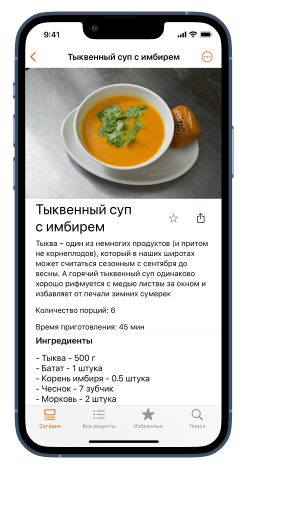 9:41
Тыквенный суп с имбирем
Тыквенный суп
с имбирем
Тыква – один из немногих продуктов (и притом
не корнеплодов), который в наших широтах
может считаться сезонным с сентября до
весны. А горячий тыквенный суп одинаково
хорошо рифмуется с медью листвы за окном и
избавляет от печали зимних сумерек
Количество порций: 6
Время приготовления: 45 мин
Ингредиенты
- Тыква - 500 г
- Батат - 1 штука
- Корень имбиря - 0.5 штука
- Чеснок - 7 зубчик
- Морковь - 2 штука
Сегодня Все рецепты Избранные Поиск